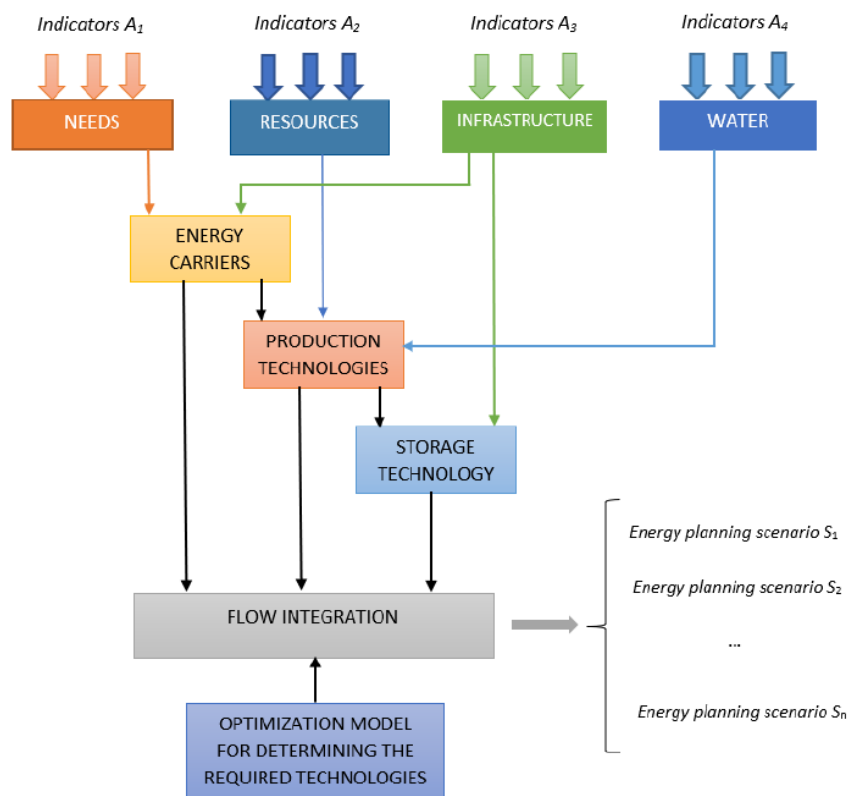 Indicators A1
Indicators A2
Indicators A3
Indicators A4
NEEDS
RESOURCES
INFRASTRUCTURE
WATER
ENERGY
CARRIERS
PRODUCTION
TECHNOLOGIES
STORAGE
TECHNOLOGY
Energy planning scenario S1
Energy planning scenario S2
...
Energy planning scenario Sn
FLOW INTEGRATION
OPTIMIZATION MODEL
FOR DETERMINING THE
REQUIRED TECHNOLOGIES